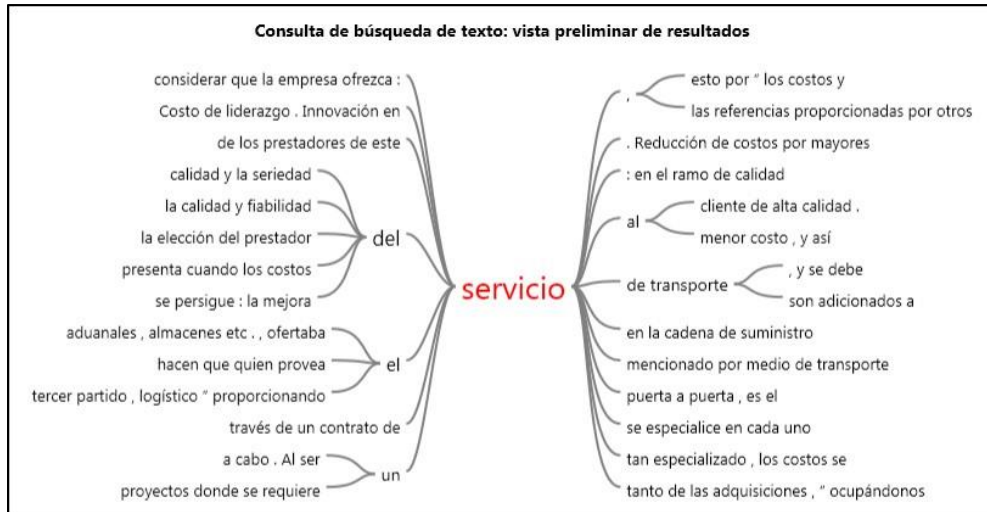 Consulta de búsqueda de texto: vista preliminar de resultados
considerar que la empresa ofrezca :
Costo de liderazgo . Innovación en
de los prestadores de este
calidad y la seriedad
la calidad y fiabilidad
la elección del prestador
presenta cuando los costos
se persigue : la mejora
del
aduanales , almacenes etc . , ofertaba
hacen que quien provea
tercer partido , logístico " proporcionando
el
través de un contrato de
a cabo . Al ser
proyectos donde se requiere
un
servicio
,
esto por " los costos y
las referencias proporcionadas por otros
. Reducción de costos por mayores
: en el ramo de calidad
al
cliente de alta calidad .
menor costo , y así
de transporte
, y se debe
son adicionados a
en la cadena de suministro
mencionado por medio de transporte
puerta a puerta , es el
se especialice en cada uno
tan especializado , los costos se
tanto de las adquisiciones , " ocupándonos